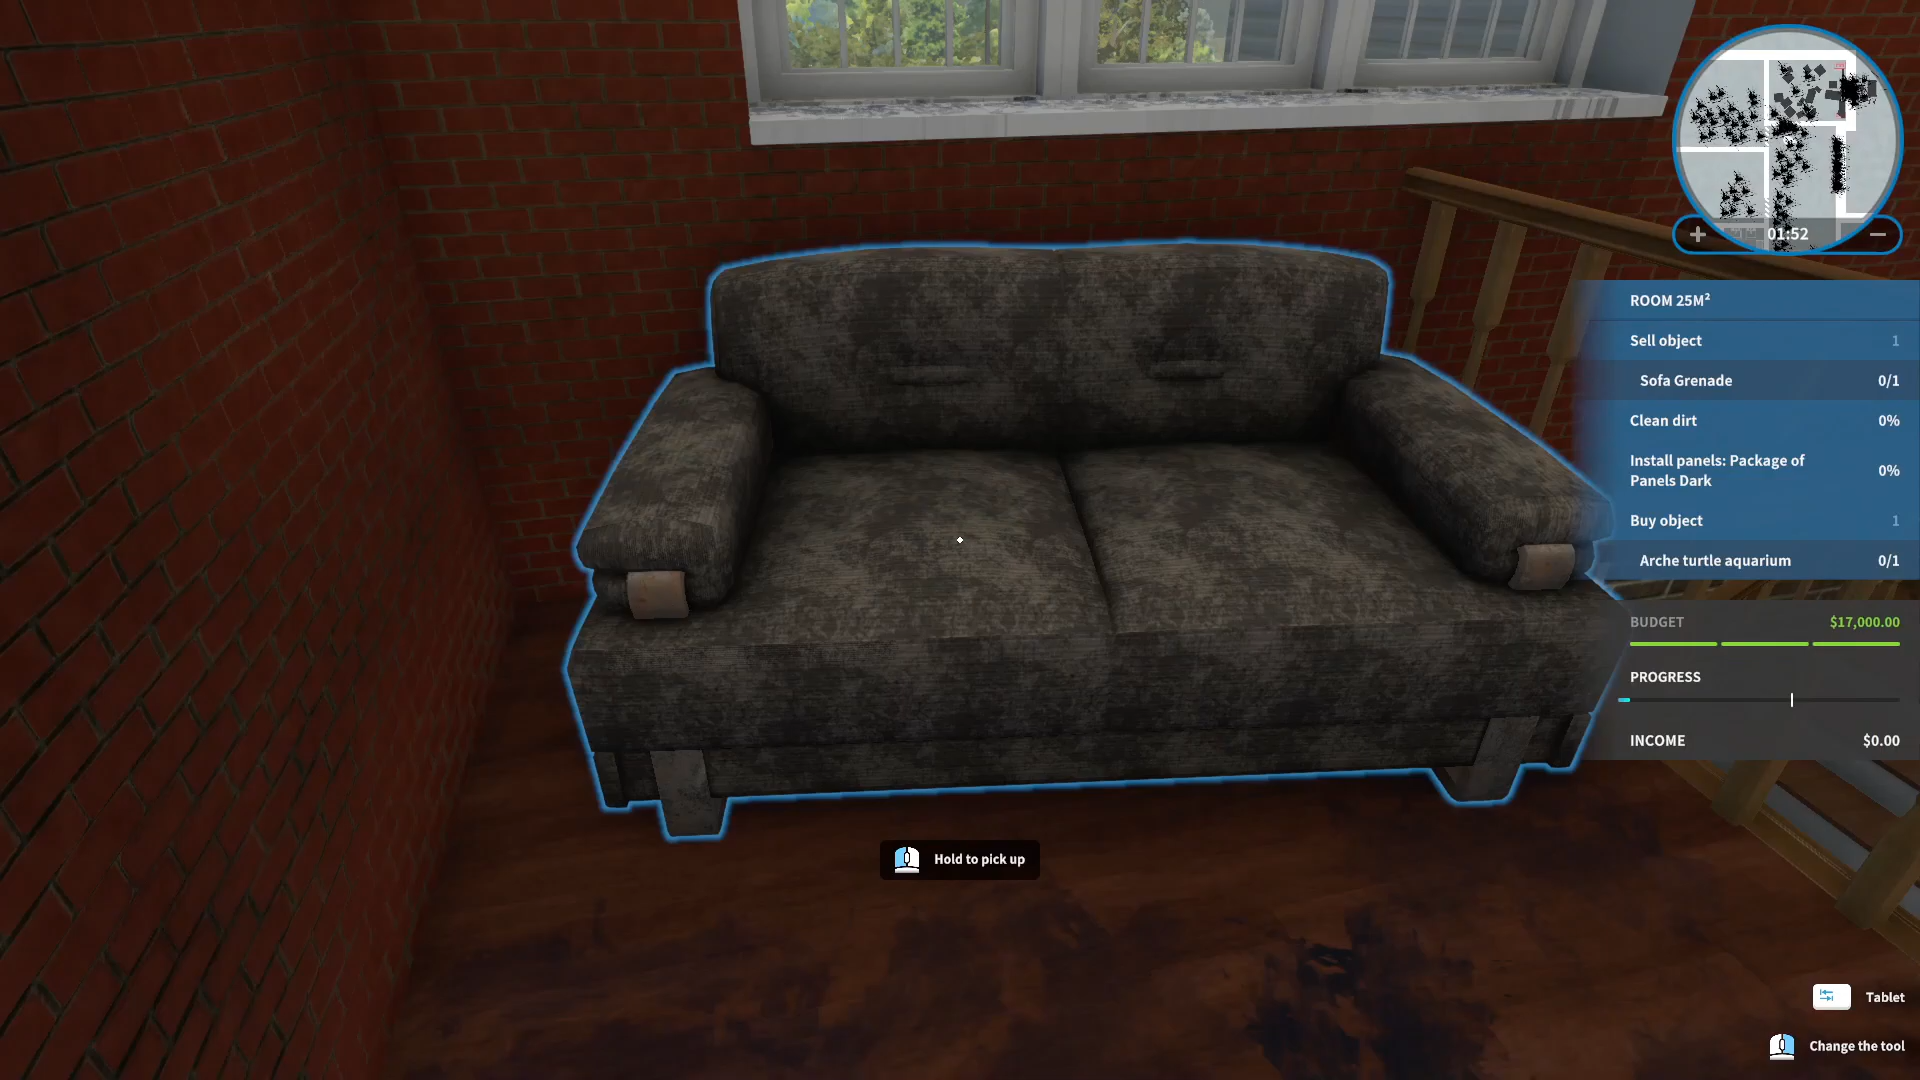 01:52
ROOM 25M²
Sell object 1
Sofa Grenade 0/1
Clean dirt 0%
Install panels: Package of
Panels Dark 0%
Buy object 1
Arche turtle aquarium 0/1
BUDGET $17,000.00
PROGRESS
INCOME $0.00
Hold to pick up
Tablet
Change the tool